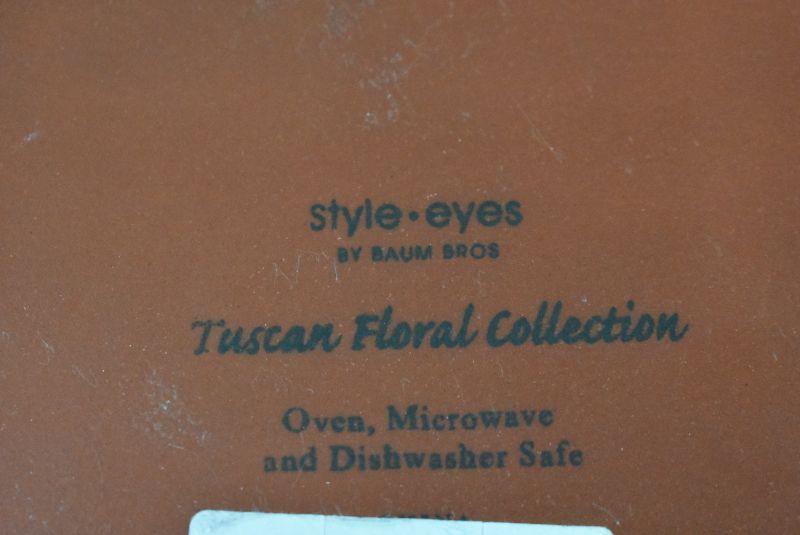 style•eyes
BY BAUM BROS
Tuscan Floral Collection
Oven, Microwave
and Dishwasher Safe